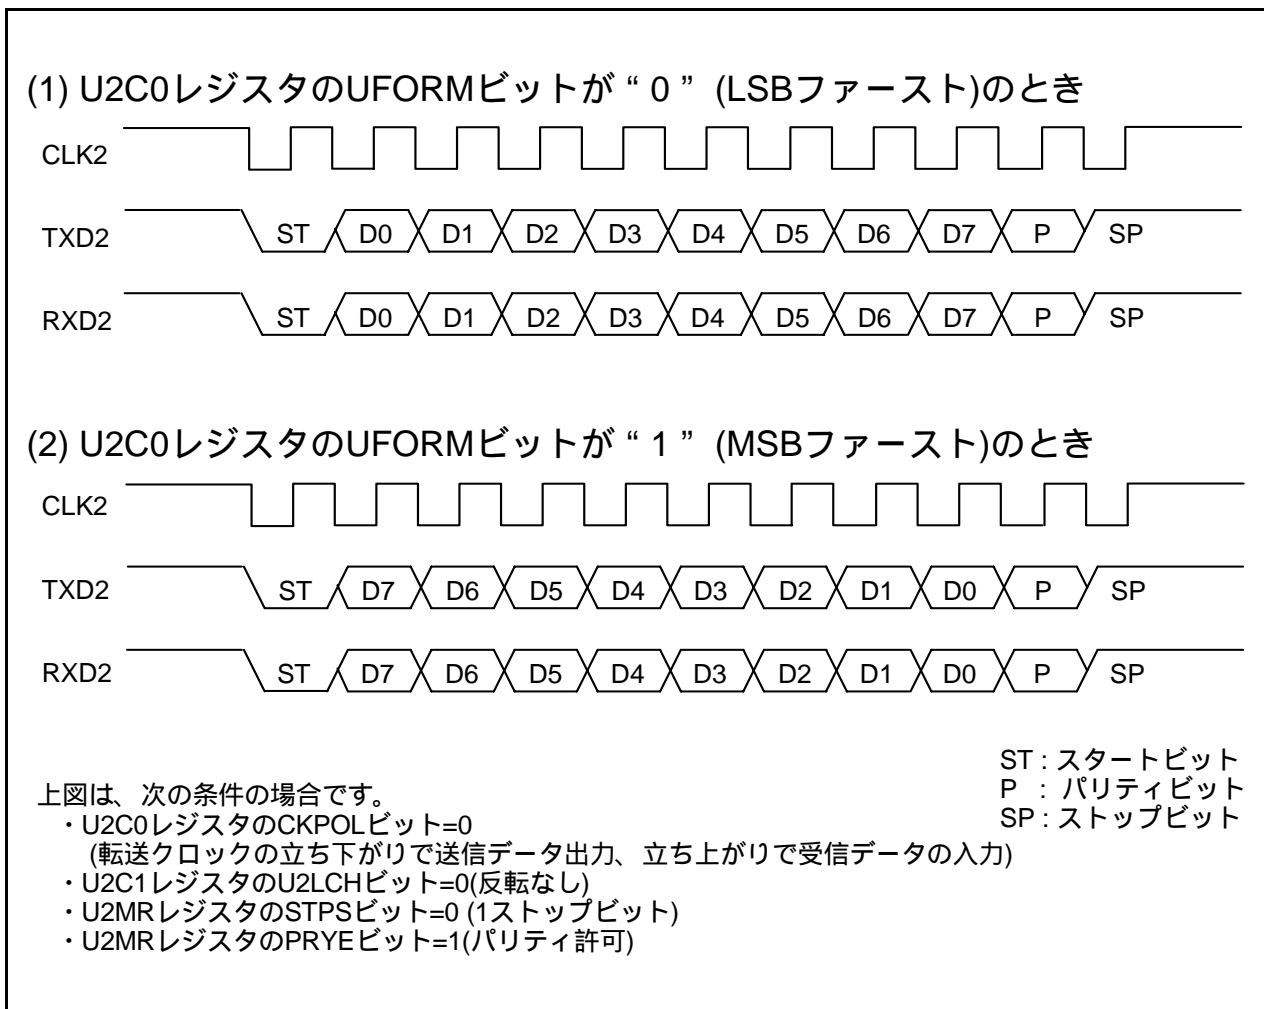 (1) U2C0レジスタのUFORMビットが“0”(LSBファースト)のとき
CLK2
TXD2 ST D0 D1 D2 D3 D4 D5 D6 D7 P SP
RXD2 ST D0 D1 D2 D3 D4 D5 D6 D7 P SP
(2) U2C0レジスタのUFORMビットが“1”(MSBファースト)のとき
CLK2
TXD2 ST D7 D6 D5 D4 D3 D2 D1 D0 P SP
RXD2 ST D7 D6 D5 D4 D3 D2 D1 D0 P SP
ST : スタートビット
P : パリティビット
SP : ストップビット
上図は、次の条件の場合です。
・U2C0レジスタのCKPOLビット=0
(転送クロックの立ち下がりで送信データ出力、立ち上がりで受信データの入力)
・U2C1レジスタのU2LCHビット=0(反転なし)
・U2MRレジスタのSTPSビット=0 (1ストップビット)
・U2MRレジスタのPRYEビット=1(パリティ許可)